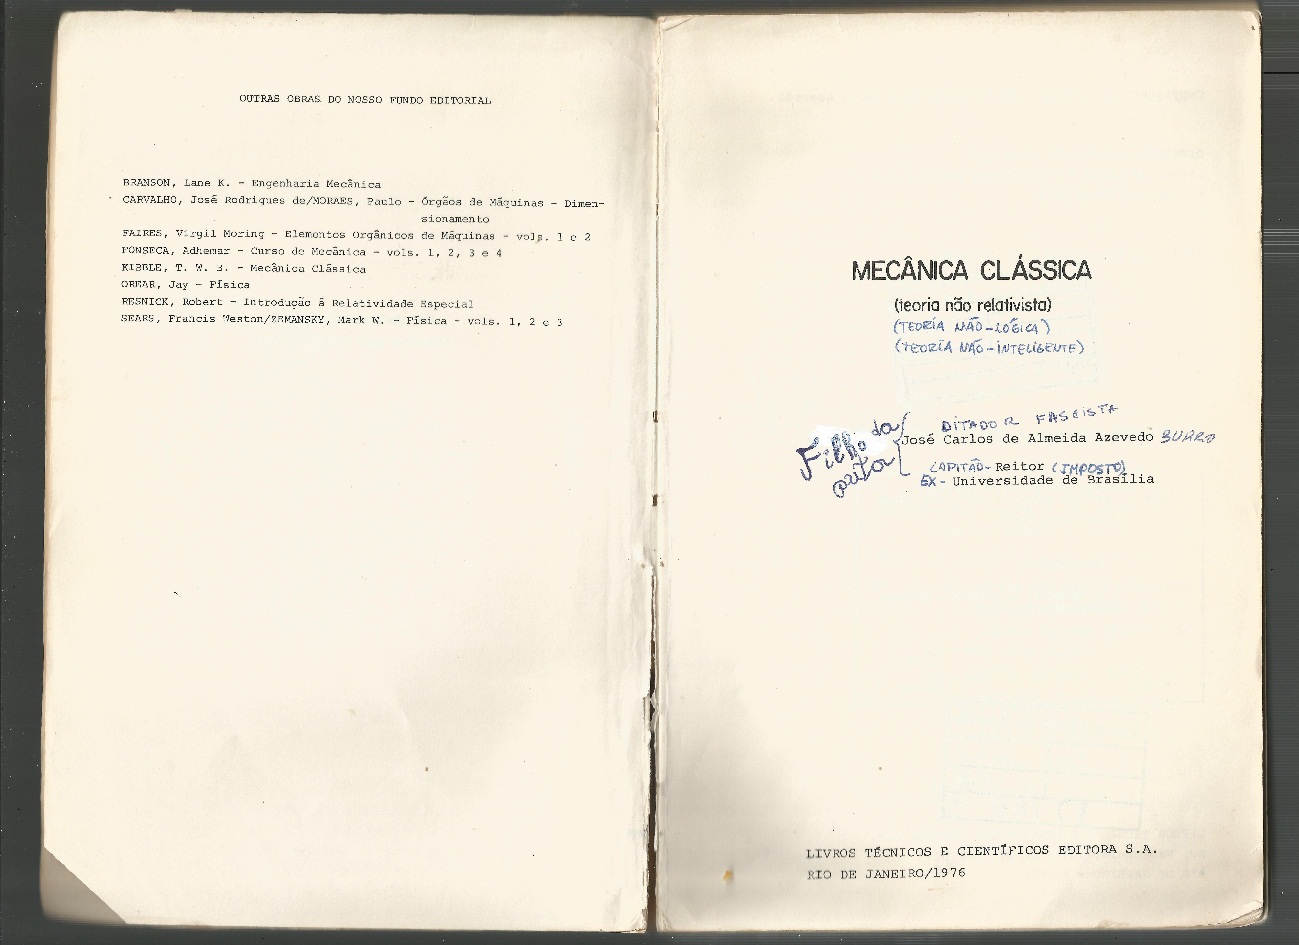 OUTRAS OBRAS DO NOSSO FUNDO EDITORIAL
BRANSON, Lane K. - Engenharia Mecânica
CARVALHO, José Rodrigues de/MORAES, Paulo - Órgãos de Máquinas - Dimen-
sionamento
FAIRES, Virgil Moring - Elementos Orgânicos de Máquinas - vols. 1 e 2
FONSECA, Adhemar - Curso de Mecânica - vols. 1, 2, 3 e 4
KIBBLE, T. W. B. - Mecânica Clássica
OREAR, Jay - Física
RESNICK, Robert - Introdução à Relatividade Especial
SEARS, Francis Weston/ZEMANSKY, Mark W. - Física - vols. 1, 2 e 3
MECÂNICA CLÁSSICA
(teoria não relativista)
(TEORÍA NÃO-LÓGICA)
(TEORÍA NÃO-INTELIGENTE)
DITADOR FASCISTA
Filho da
puta
José Carlos de Almeida Azevedo BURRO
CAPITÃO- Reitor (IMPOSTO)
EX- Universidade de Brasília
LIVROS TÉCNICOS E CIENTÍFICOS EDITORA S.A.
RIO DE JANEIRO/1976